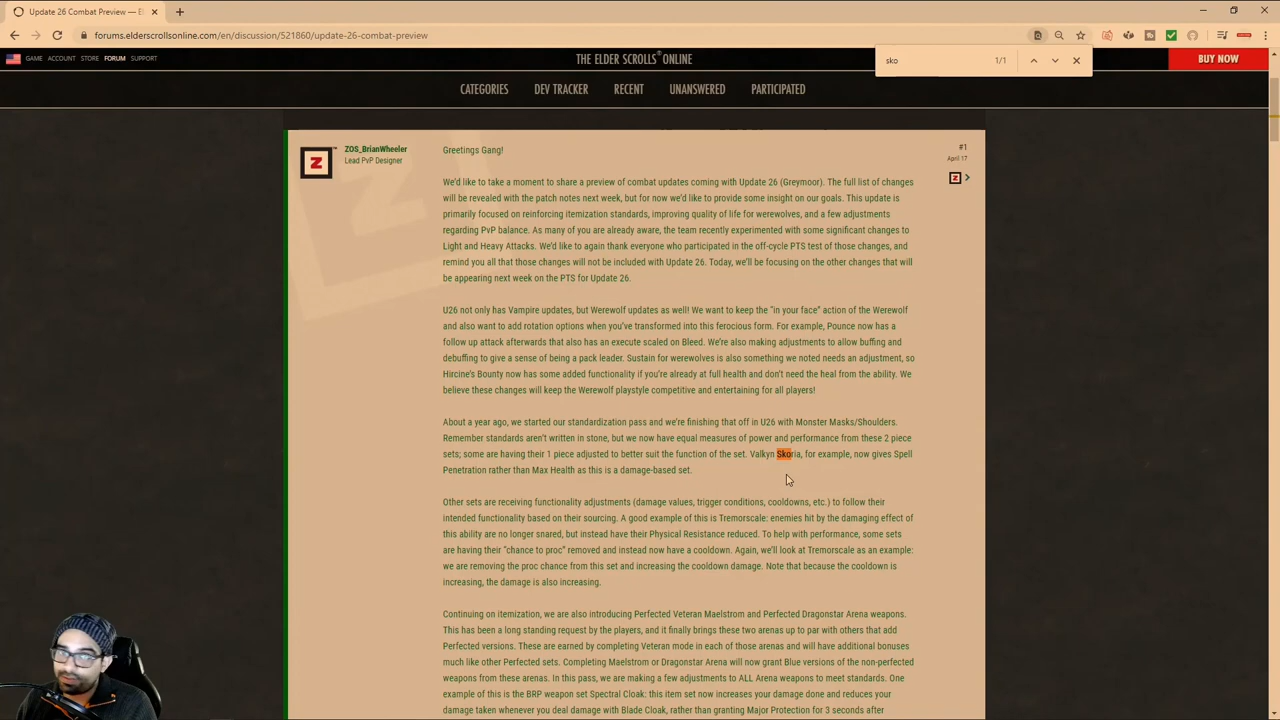 Update 26 Combat Preview — El
forums.elderscrollsonline.com/en/discussion/521860/update-26-combat-preview
sko
1/1
GAME ACCOUNT STORE FORUM SUPPORT
THE ELDER SCROLLS® ONLINE
BUY NOW
CATEGORIES DEV TRACKER RECENT UNANSWERED PARTICIPATED
ZOS_BrianWheeler
Lead PvP Designer
#1
April 17
Greetings Gang!
We'd like to take a moment to share a preview of combat updates coming with Update 26 (Greymoor). The full list of changes
will be revealed with the patch notes next week, but for now we'd like to provide some insight on our goals. This update is
primarily focused on reinforcing itemization standards, improving quality of life for werewolves, and a few adjustments
regarding PvP balance. As many of you are already aware, the team recently experimented with some significant changes to
Light and Heavy Attacks. We'd like to again thank everyone who participated in the off-cycle PTS test of those changes, and
remind you all that those changes will not be included with Update 26. Today, we'll be focusing on the other changes that will
be appearing next week on the PTS for Update 26.
U26 not only has Vampire updates, but Werewolf updates as well! We want to keep the "in your face" action of the Werewolf
and also want to add rotation options when you've transformed into this ferocious form. For example, Pounce now has a
follow up attack afterwards that also has an execute scaled on Bleed. We're also making adjustments to allow buffing and
debuffing to give a sense of being a pack leader. Sustain for werewolves is also something we noted needs an adjustment, so
Hircine's Bounty now has some added functionality if you're already at full health and don't need the heal from the ability. We
believe these changes will keep the Werewolf playstyle competitive and entertaining for all players!
About a year ago, we started our standardization pass and we're finishing that off in U26 with Monster Masks/Shoulders.
Remember standards aren't written in stone, but we now have equal measures of power and performance from these 2 piece
sets; some are having their 1 piece adjusted to better suit the function of the set. Valkyn Skoria, for example, now gives Spell
Penetration rather than Max Health as this is a damage-based set.
Other sets are receiving functionality adjustments (damage values, trigger conditions, cooldowns, etc.) to follow their
intended functionality based on their sourcing. A good example of this is Tremorscale: enemies hit by the damaging effect of
this ability are no longer snared, but instead have their Physical Resistance reduced. To help with performance, some sets
are having their "chance to proc" removed and instead now have a cooldown. Again, we'll look at Tremorscale as an example:
we are removing the proc chance from this set and increasing the cooldown damage. Note that because the cooldown is
increasing, the damage is also increasing.
Continuing on itemization, we are also introducing Perfected Veteran Maelstrom and Perfected Dragonstar Arena weapons.
This has been a long standing request by the players, and it finally brings these two arenas up to par with others that add
Perfected versions. These are earned by completing Veteran mode in each of those arenas and will have additional bonuses
much like other Perfected sets. Completing Maelstrom or Dragonstar Arena will now grant Blue versions of the non-perfected
weapons from these arenas. In this pass, we are making a few adjustments to ALL Arena weapons to meet standards. One
example of this is the BRP weapon set Spectral Cloak: this item set now increases your damage done and reduces your
damage taken whenever you deal damage with Blade Cloak, rather than granting Major Protection for 3 seconds after